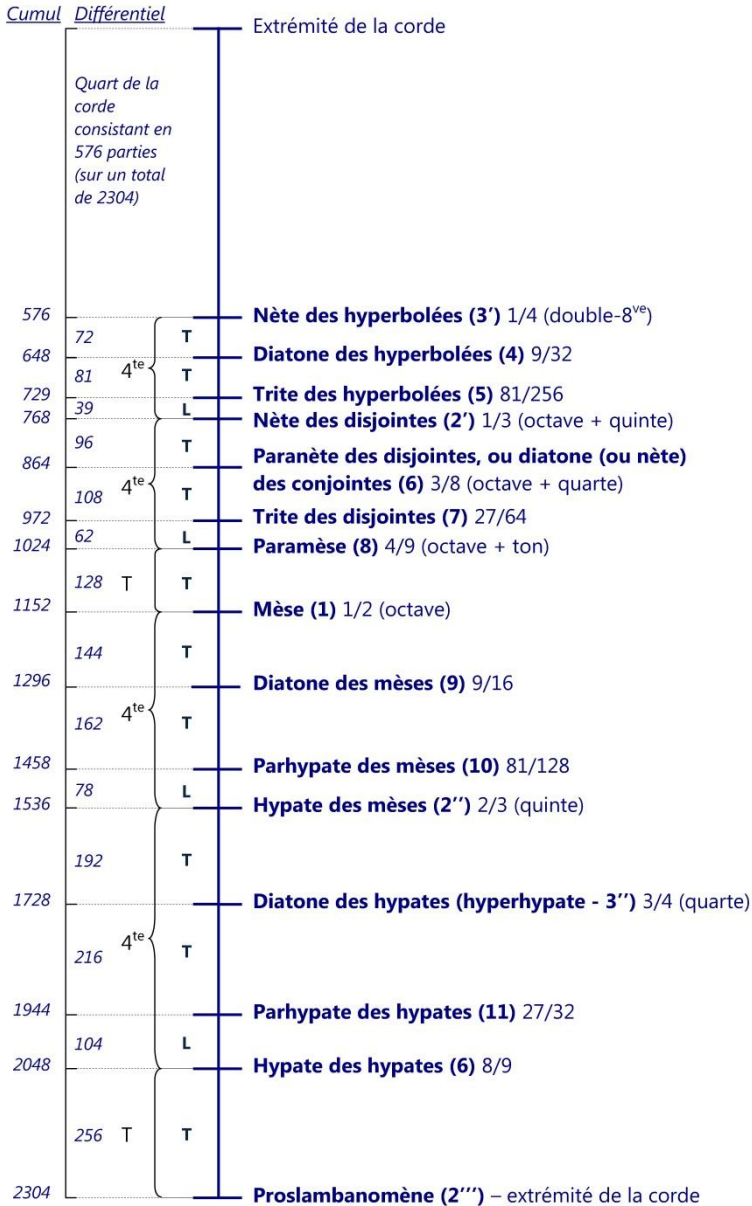 Cumul Différentiel
Extrémité de la corde
Quart de la
corde
consistant en
576 parties
(sur un total
de 2304)
576 Nète des hyperbolées (3′) 1/4 (double-8ve)
72 T
648 Diatone des hyperbolées (4) 9/32
81 4te T
729 Trite des hyperbolées (5) 81/256
39 L
768 Nète des disjointes (2′) 1/3 (octave + quinte)
96 T
864 Paranète des disjointes, ou diatone (ou nète)
des conjointes (6) 3/8 (octave + quarte)
108 4te T
972 Trite des disjointes (7) 27/64
62 L
1024 Paramèse (8) 4/9 (octave + ton)
128 T T
1152 Mèse (1) 1/2 (octave)
144 T
1296 Diatone des mèses (9) 9/16
162 4te T
1458 Parhypate des mèses (10) 81/128
78 L
1536 Hypate des mèses (2′′) 2/3 (quinte)
192 T
1728 Diatone des hypates (hyperhypate - 3′′) 3/4 (quarte)
216 4te T
1944 Parhypate des hypates (11) 27/32
104 L
2048 Hypate des hypates (6) 8/9
256 T T
2304 Proslambanomène (2′′′) – extrémité de la corde